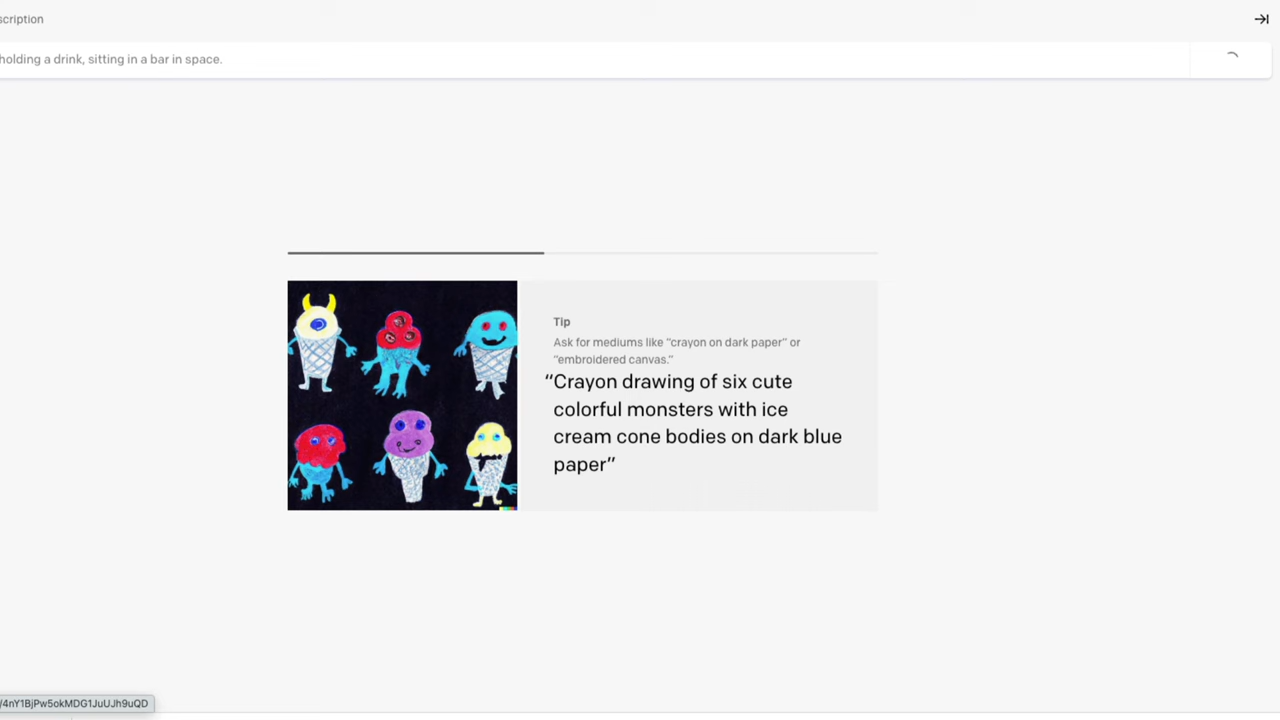 scription
holding a drink, sitting in a bar in space.
Tip
Ask for mediums like “crayon on dark paper” or
“embroidered canvas.”
“Crayon drawing of six cute
colorful monsters with ice
cream cone bodies on dark blue
paper”
/4nY1BjPw5okMDG1JuUJh9uQD